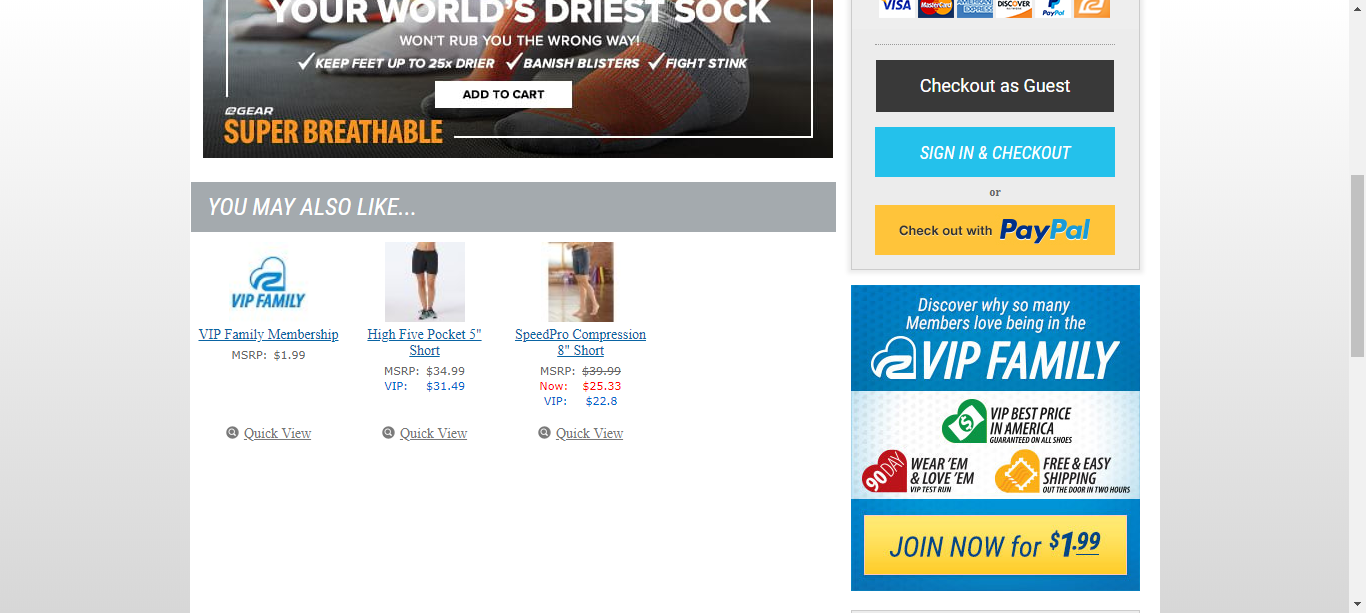 YOUR WORLD'S DRIEST SOCK
WON'T RUB YOU THE WRONG WAY!
KEEP FEET UP TO 25x DRIER BANISH BLISTERS FIGHT STINK
ADD TO CART
GEAR
SUPER BREATHABLE
YOU MAY ALSO LIKE...
VIP FAMILY
VIP Family Membership
MSRP: $1.99
Quick View
High Five Pocket 5"
Short
MSRP: $34.99
VIP: $31.49
Quick View
SpeedPro Compression
8" Short
MSRP: $39.99
Now: $25.33
VIP: $22.8
Quick View
VISA MasterCard AMERICAN EXPRESS DISCOVER PayPal
Checkout as Guest
SIGN IN & CHECKOUT
or
Check out with PayPal
Discover why so many
Members love being in the
VIP FAMILY
VIP BEST PRICE
IN AMERICA
GUARANTEED ON ALL SHOES
90 DAY
WEAR 'EM
& LOVE 'EM
VIP TEST RUN
FREE & EASY
SHIPPING
OUT THE DOOR IN TWO HOURS
JOIN NOW for $1.99